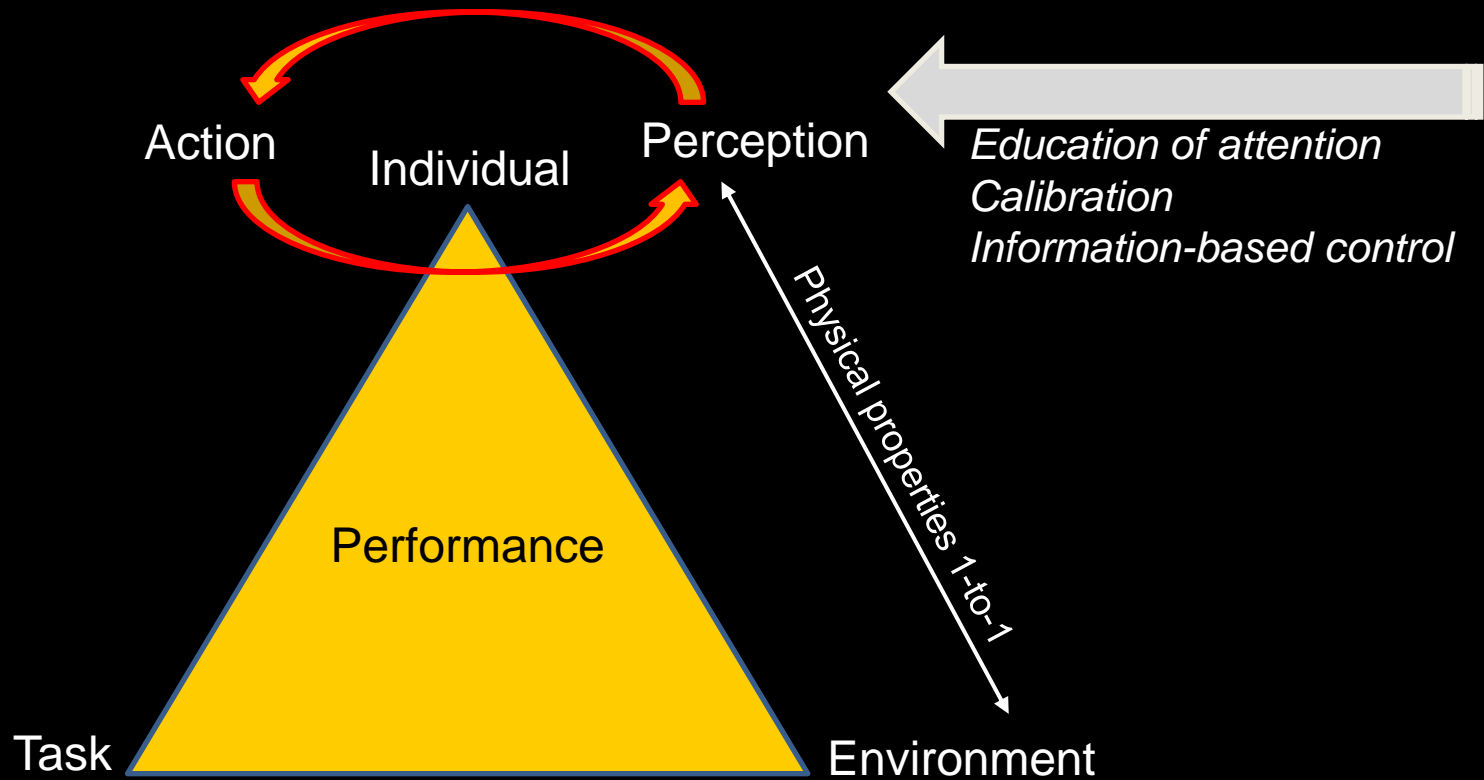 Action
Individual
Perception
Education of attention
Calibration
Information-based control
Physical properties 1-to-1
Performance
Task
Environment